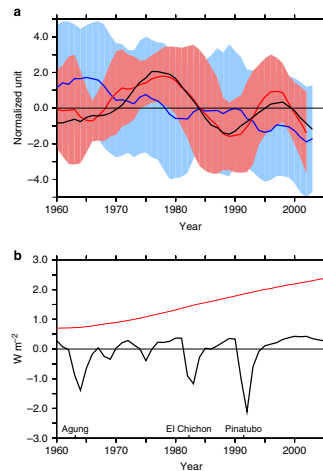 a
Normalized unit
4.0
2.0
0.0
−2.0
−4.0
1960 1970 1980 1990 2000
Year
b
W m−2
3.0
2.0
1.0
0.0
−1.0
−2.0
−3.0
Agung El Chichon Pinatubo
1960 1970 1980 1990 2000
Year